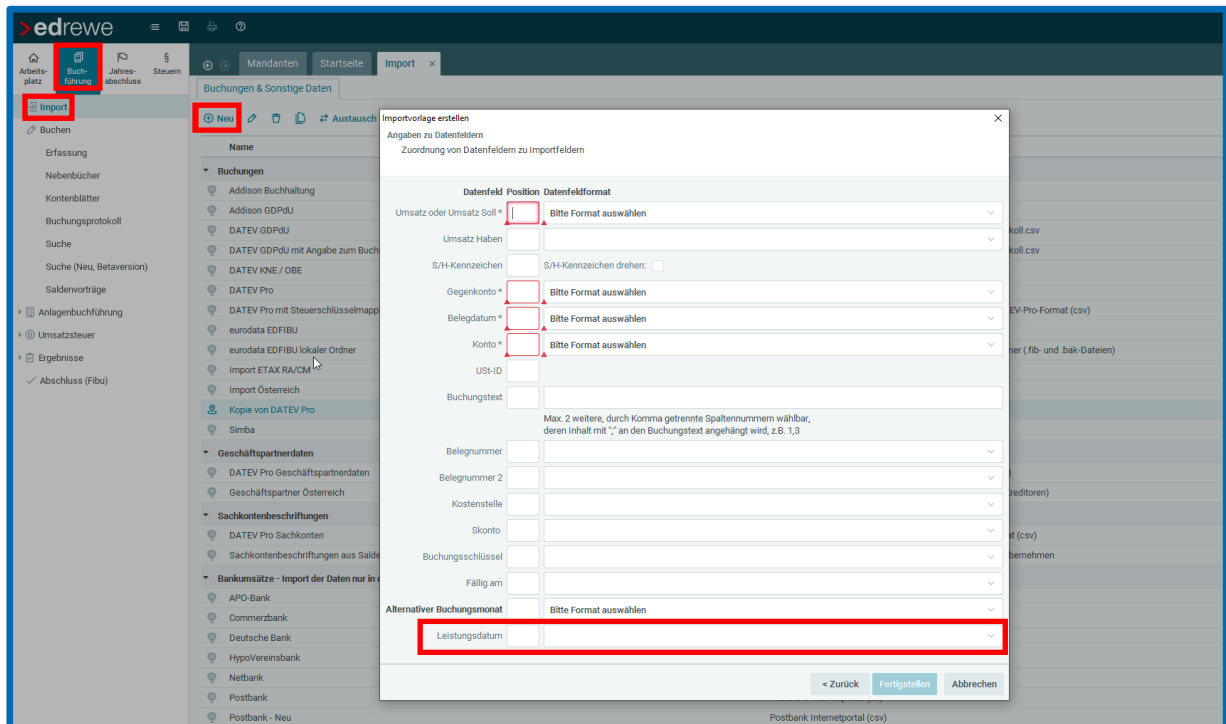 >edrewe
Arbeits-
platz
Buch-
führung
Jahres-
abschluss
§
Steuern
Mandanten
Startseite
Import ×
Buchungen & Sonstige Daten
Import
Buchen
Erfassung
Nebenbücher
Kontenblätter
Buchungsprotokoll
Suche
Suche (Neu, Betaversion)
Saldenvorträge
Anlagenbuchführung
Umsatzsteuer
Ergebnisse
Abschluss (Fibu)
Neu
Austausch
Name
Buchungen
Addison Buchhaltung
Addison GDPdU
DATEV GDPdU
koll.csv
DATEV GDPdU mit Angabe zum Buch
koll.csv
DATEV KNE / OBE
DATEV Pro
DATEV Pro mit Steuerschlüsselmapp
EV-Pro-Format (csv)
eurodata EDFIBU
eurodata EDFIBU lokaler Ordner
ner (.fib- und .bak-Dateien)
Import ETAX RA/CM
Import Österreich
Kopie von DATEV Pro
Simba
Geschäftspartnerdaten
DATEV Pro Geschäftspartnerdaten
)
Geschäftspartner Österreich
reditoren)
Sachkontenbeschriftungen
DATEV Pro Sachkonten
at (csv)
Sachkontenbeschriftungen aus Salde
bernehmen
Bankumsätze - Import der Daten nur in d
APO-Bank
Commerzbank
Deutsche Bank
HypoVereinsbank
Netbank
Postbank
Postbank - Neu
Postbank Internetportal (csv)
Importvorlage erstellen
Angaben zu Datenfeldern
Zuordnung von Datenfeldern zu Importfeldern
Datenfeld Position Datenfeldformat
Umsatz oder Umsatz Soll * Bitte Format auswählen
Umsatz Haben
S/H-Kennzeichen S/H-Kennzeichen drehen:
Gegenkonto * Bitte Format auswählen
Belegdatum * Bitte Format auswählen
Konto * Bitte Format auswählen
USt-ID
Buchungstext
Max. 2 weitere, durch Komma getrennte Spaltennummern wählbar,
deren Inhalt mit ";" an den Buchungstext angehängt wird, z.B. 1,3
Belegnummer
Belegnummer 2
Kostenstelle
Skonto
Buchungsschlüssel
Fällig am
Alternativer Buchungsmonat Bitte Format auswählen
Leistungsdatum
< Zurück
Fertigstellen
Abbrechen